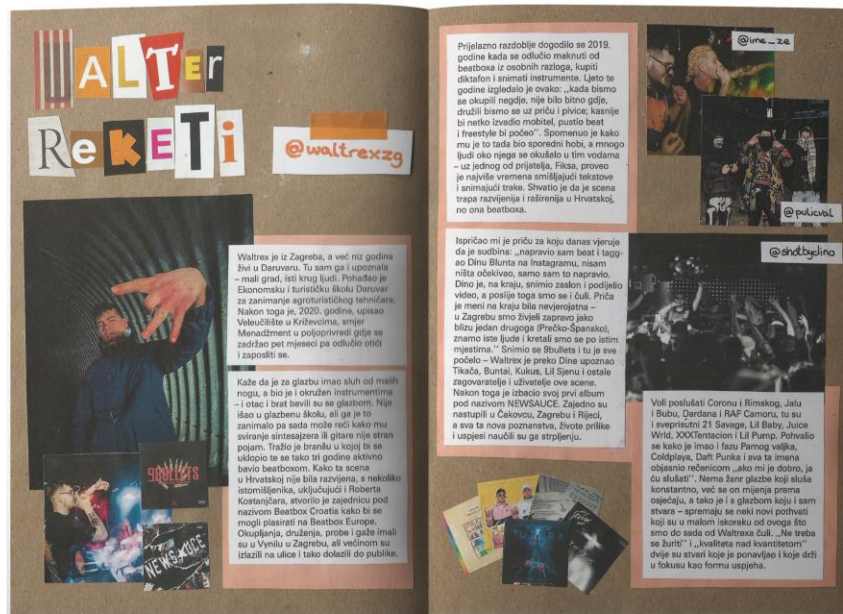 WALTER
REKETI
@waltrexzg
Waltrex je iz Zagreba, a već niz godina
živi u Daruvaru. Tu sam ga i upoznala
– mali grad, isti krug ljudi. Pohađao je
Ekonomsku i turističku školu Daruvar
za zanimanje agroturističkog tehničara.
Nakon toga je, 2020. godine, upisao
Veleučilište u Križevcima, smjer
Menadžment u poljoprivredi gdje se
zadržao pet mjeseci pa odlučio otići
i zaposliti se.
Kaže da je za glazbu imao sluh od malih
nogu, a bio je i okružen instrumentima
– i otac i brat bavili su se glazbom. Nije
išao u glazbenu školu, ali ga je to
zanimalo pa sada može reći kako mu
sviranje sintesajzera ili gitare nije stran
pojam. Tražio je branšu u kojoj bi se
uklopio te se tako tri godine aktivno
bavio beatboxom. Kako ta scena
u Hrvatskoj nije bila razvijena, s nekoliko
istomišljenika, uključujući i Roberta
Kostanjčara, stvorilo je zajednicu pod
nazivom Beatbox Croatia kako bi se
mogli plasirati na Beatbox Europe.
Okupljanja, druženja, probe i gaže imali
su u Vynilu u Zagrebu, ali većinom su
izlazili na ulice i tako dolazili do publike.
9BULLETS
NEWSAUCE
Prijelazno razdoblje dogodilo se 2019.
godine kada se odlučio maknuti od
beatboxa iz osobnih razloga, kupiti
diktafon i snimati instrumente. Ljeto te
godine izgledalo je ovako: „kada bismo
se okupili negdje, nije bilo bitno gdje,
družili bismo se uz priču i pivice; kasnije
bi netko izvadio mobitel, pustio beat
i freestyle bi počeo”. Spomenuo je kako
mu je to tada bio sporedni hobi, a mnogo
ljudi oko njega se okušalo u tim vodama
– uz jednog od prijatelja, Fiksa, proveo
je najviše vremena smišljajući tekstove
i snimajući trake. Shvatio je da je scena
trapa razvijenija i raširenija u Hrvatskoj,
no ona beatboxa.
Ispričao mi je priču za koju danas vjeruje
da je sudbina: „napravio sam beat i tagg-
ao Dinu Blunta na Instagramu, nisam
ništa očekivao, samo sam to napravio.
Dino je, na kraju, snimio zaslon i podijelio
video, a poslije toga smo se i čuli. Priča
je meni na kraju bila nevjerojatna –
u Zagrebu smo živjeli zapravo jako
blizu jedan drugoga (Prečko-Špansko),
znamo iste ljude i kretali smo se po istim
mjestima.” Snimio se 9bullets i tu je sve
počelo – Waltrex je preko Dine upoznao
Tikača, Buntai, Kukus, Lil Sjenu i ostale
zagovaratelje i uživatelje ove scene.
Nakon toga je izbacio svoj prvi album
pod nazivom NEWSAUCE. Zajedno su
nastupili u Čakovcu, Zagrebu i Rijeci,
a sva ta nova poznanstva, živote prilike
i uspjesi naučili su ga strpljenju.
@ime_ze
@pulicval
@shotbydino
Voli poslušati Coronu i Rimskog, Jalu
i Bubu, Dardana i RAF Camoru, tu su
i sveprisutni 21 Savage, Lil Baby, Juice
Wrld, XXXTentacion i Lil Pump. Pohvalio
se kako je imao i fazu Parnog valjka,
Coldplaya, Daft Punka i sva ta imena
objasnio rečenicom „ako mi je dobro, ja
ću slušati”. Nema žanr glazbe koji sluša
konstantno, već se on mijenja prema
osjećaju, a tako je i s glazbom koju i sam
stvara – spremaju se neki novi pothvati
koji su u malom iskoraku od ovoga što
smo do sada od Waltrexa čuli. „Ne treba
se žuriti” i „kvaliteta nad kvantitetom”
dvije su stvari koje je ponavljao i koje drži
u fokusu kao formu uspjeha.